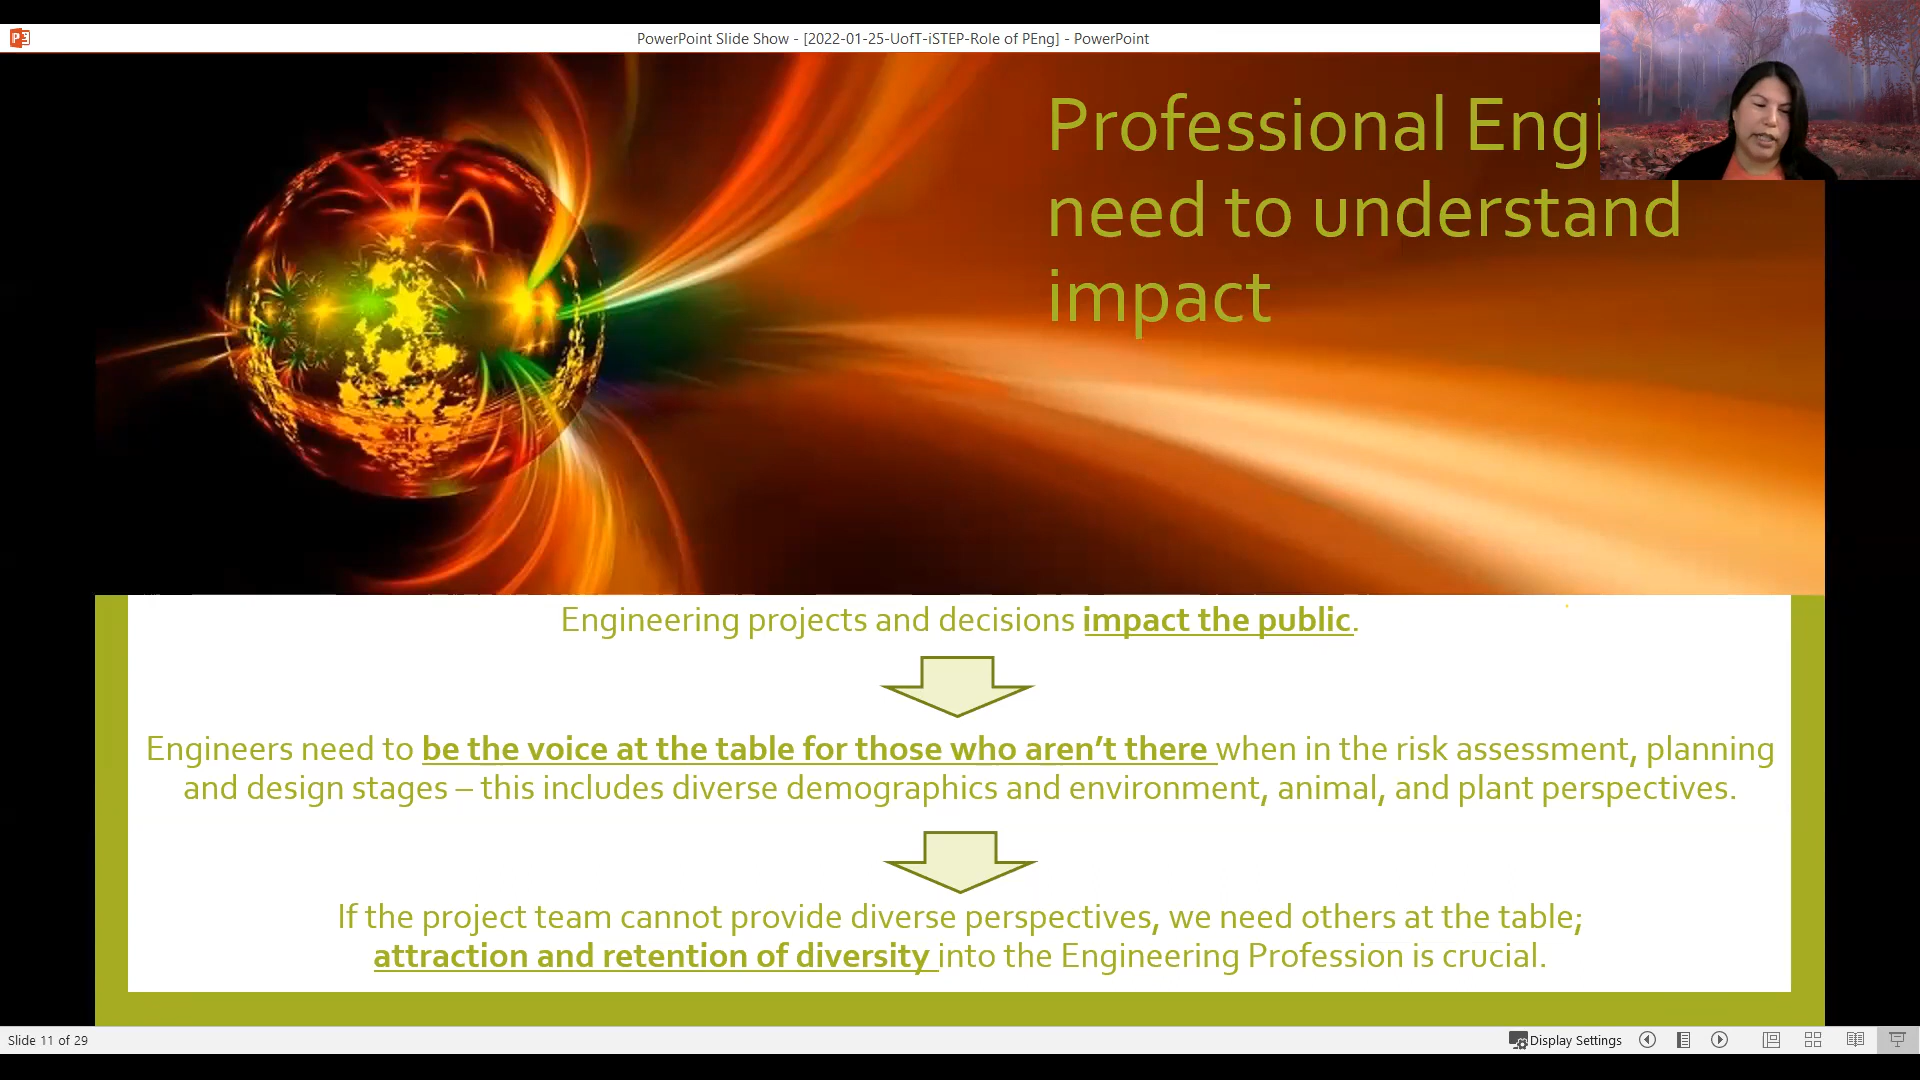 PowerPoint Slide Show - [2022-01-25-UofT-iSTEP-Role of PEng] - PowerPoint
Professional Engi
need to understand
impact
Engineering projects and decisions impact the public.
Engineers need to be the voice at the table for those who aren’t there when in the risk assessment, planning
and design stages – this includes diverse demographics and environment, animal, and plant perspectives.
If the project team cannot provide diverse perspectives, we need others at the table;
attraction and retention of diversity into the Engineering Profession is crucial.
Slide 11 of 29
Display Settings